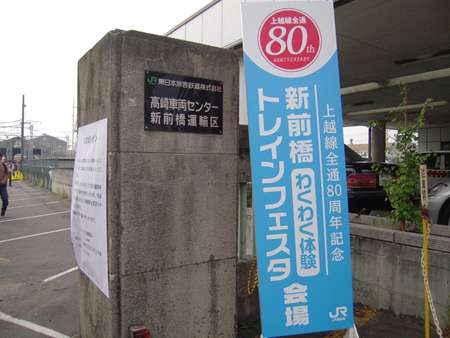 東日本旅客鉄道株式会社
高崎車両センター
新前橋運輸区
上越線全通
80th
ANNIVERSARY
上越線全通80周年記念
新前橋
わくわく体験
トレインフェスタ
会場
JR